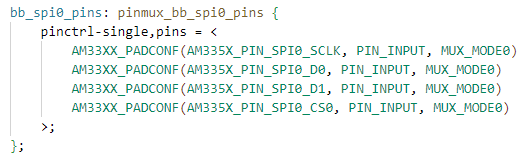 bb_spi0_pins: pinmux_bb_spi0_pins {
pinctrl-single,pins = <
AM33XX_PADCONF(AM335X_PIN_SPI0_SCLK, PIN_INPUT, MUX_MODE0)
AM33XX_PADCONF(AM335X_PIN_SPI0_D0, PIN_INPUT, MUX_MODE0)
AM33XX_PADCONF(AM335X_PIN_SPI0_D1, PIN_INPUT, MUX_MODE0)
AM33XX_PADCONF(AM335X_PIN_SPI0_CS0, PIN_INPUT, MUX_MODE0)
>;
};